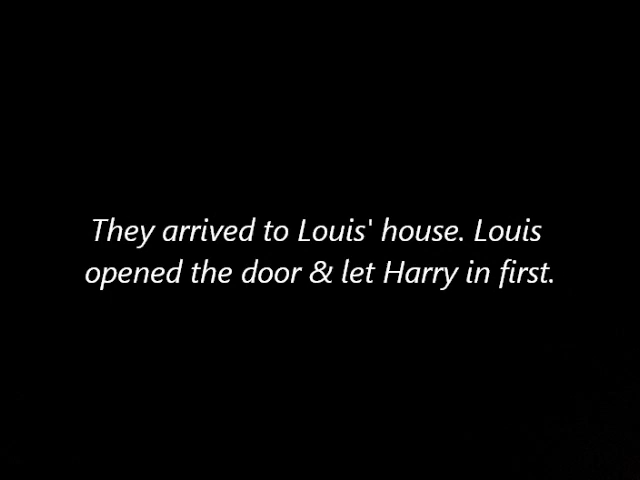 They arrived to Louis' house. Louis
opened the door & let Harry in first.